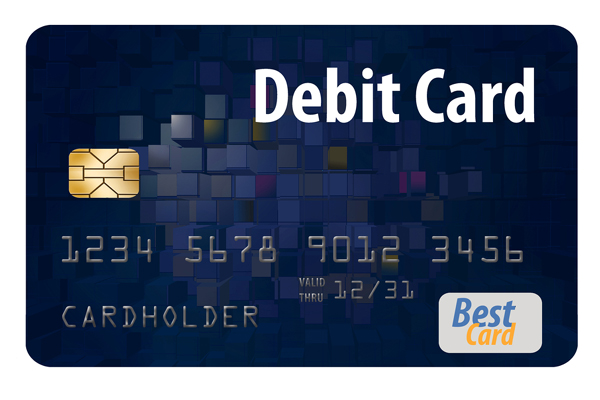 Debit Card
1234 5678 9012 3456
VALID THRU 12/31
CARDHOLDER
Best Card